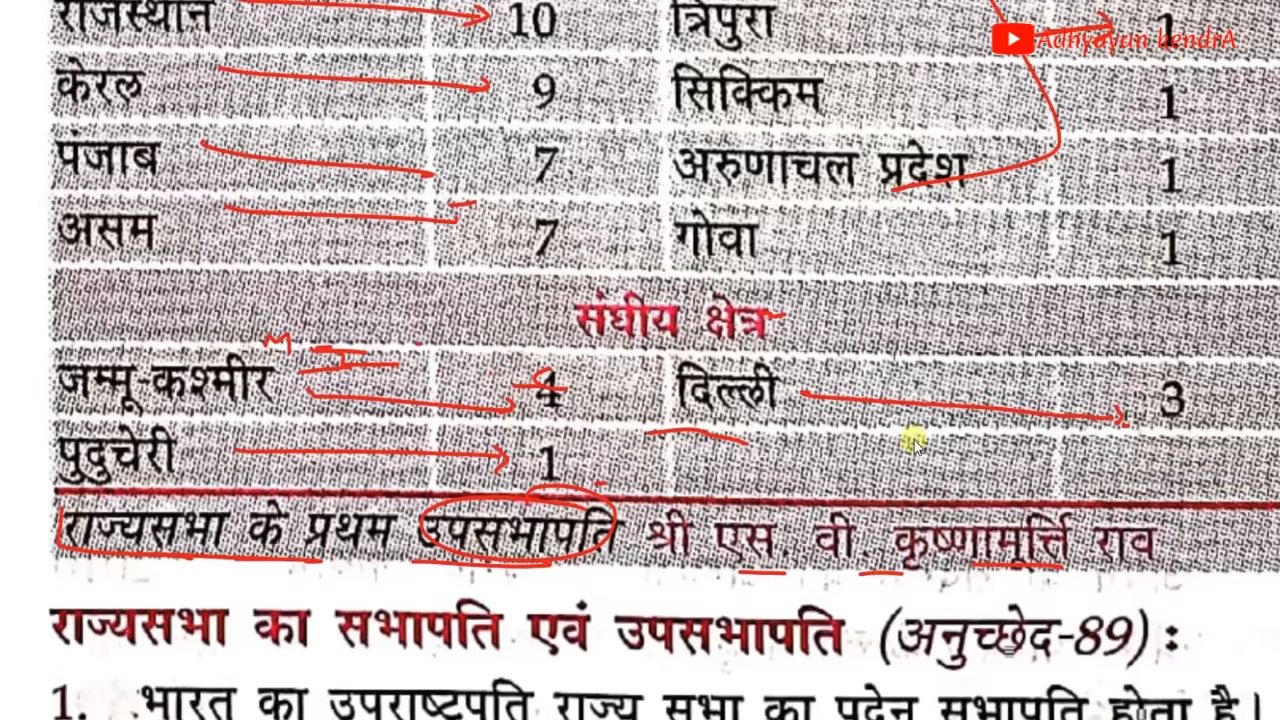 राजस्थान 10 त्रिपुरा 1
Adhyayan kendrA
केरल 9 सिक्किम 1
पंजाब 7 अरुणाचल प्रदेश 1
असम 7 गोवा 1
संघीय क्षेत्र
जम्मू-कश्मीर 4 दिल्ली 3
पुदुचेरी 1
राज्यसभा के प्रथम उपसभापति श्री एस. वी. कृष्णामूर्त्ति राव
राज्यसभा का सभापति एवं उपसभापति (अनुच्छेद-89) :
1. भारत का उपराष्ट्रपति राज्य सभा का पदेन सभापति होता है।